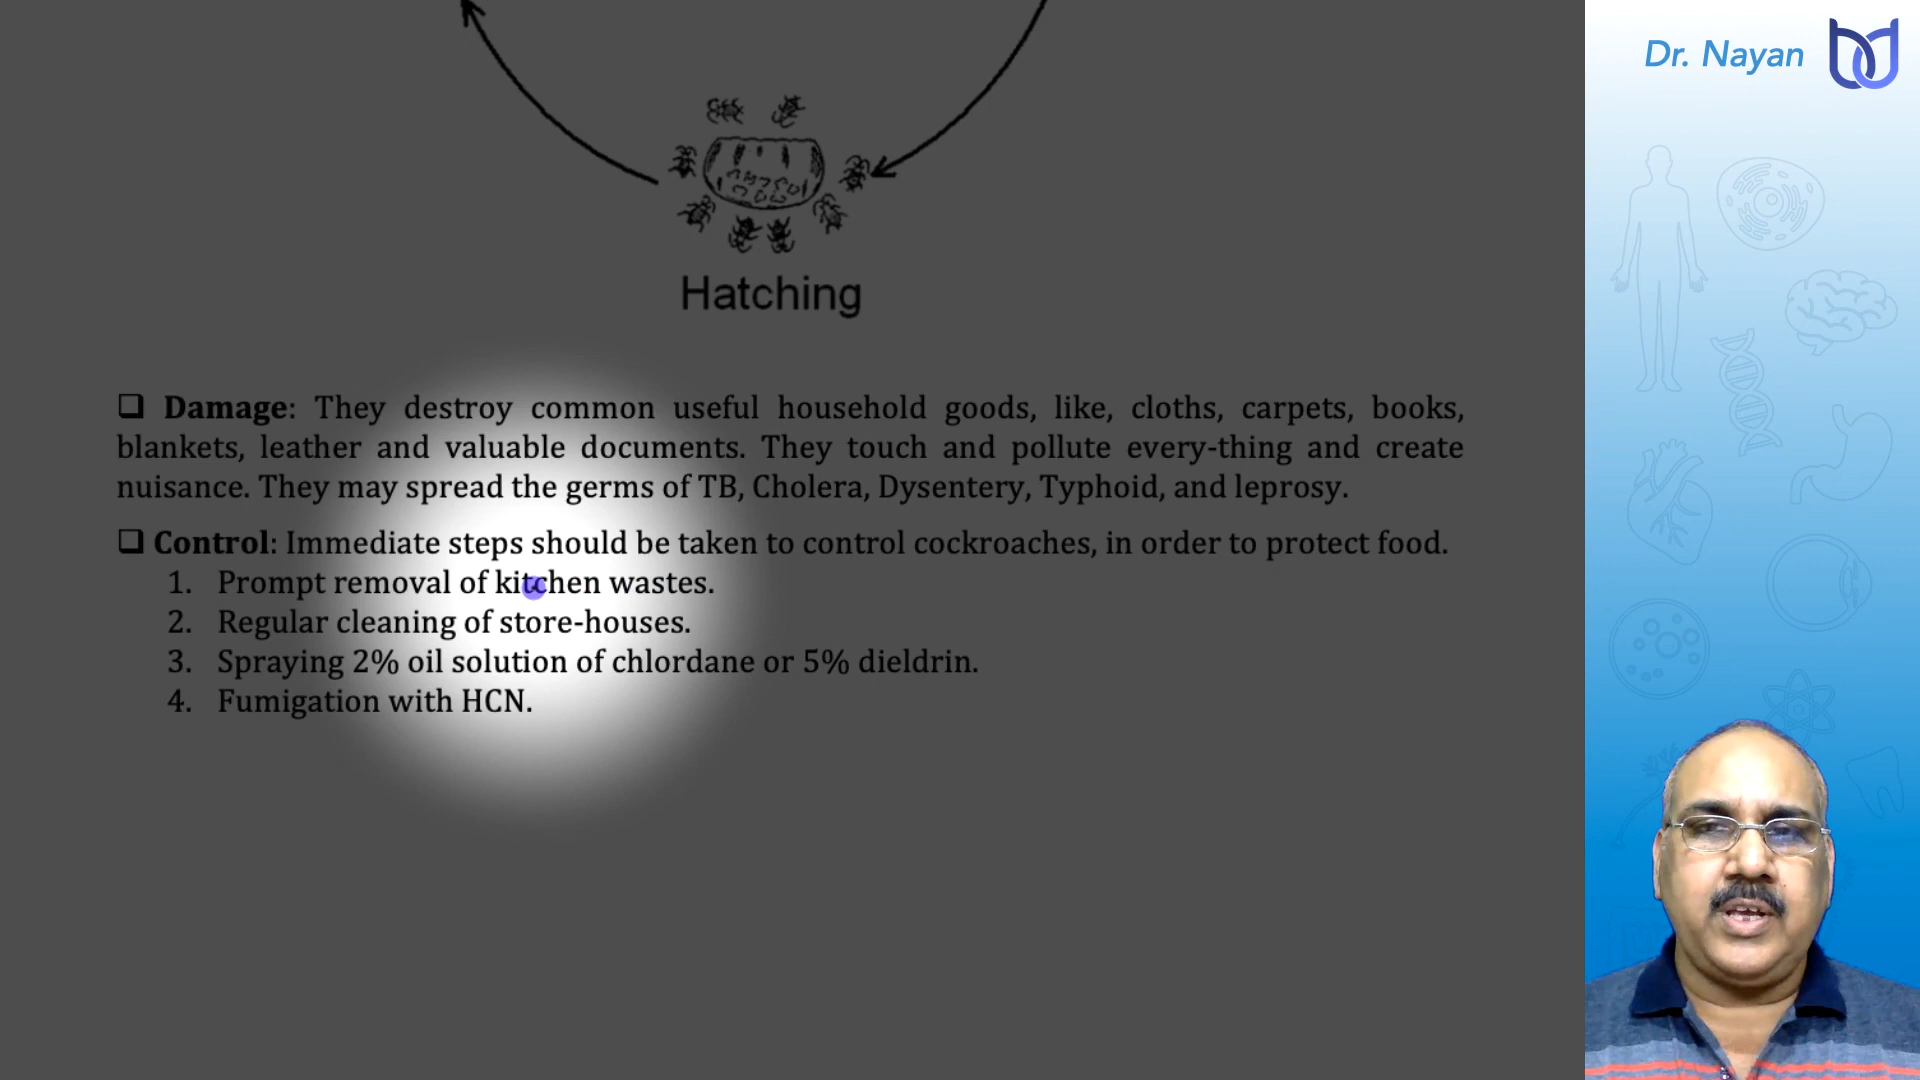 Dr. Nayan
Hatching
❑ Damage: They destroy common useful household goods, like, cloths, carpets, books,
blankets, leather and valuable documents. They touch and pollute every-thing and create
nuisance. They may spread the germs of TB, Cholera, Dysentery, Typhoid, and leprosy.
❑ Control: Immediate steps should be taken to control cockroaches, in order to protect food.
1. Prompt removal of kitchen wastes.
2. Regular cleaning of store-houses.
3. Spraying 2% oil solution of chlordane or 5% dieldrin.
4. Fumigation with HCN.